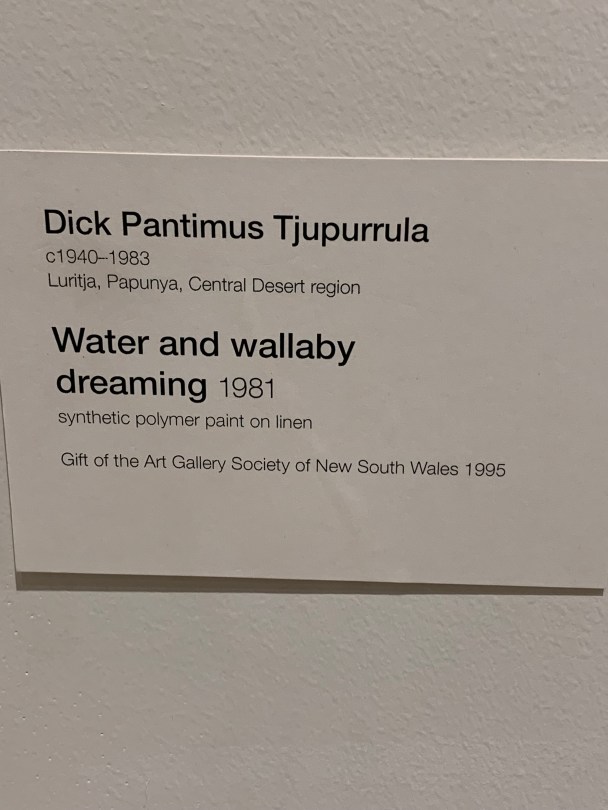 Dick Pantimus Tjupurrula
c1940–1983
Luritja, Papunya, Central Desert region
Water and wallaby
dreaming 1981
synthetic polymer paint on linen
Gift of the Art Gallery Society of New South Wales 1995